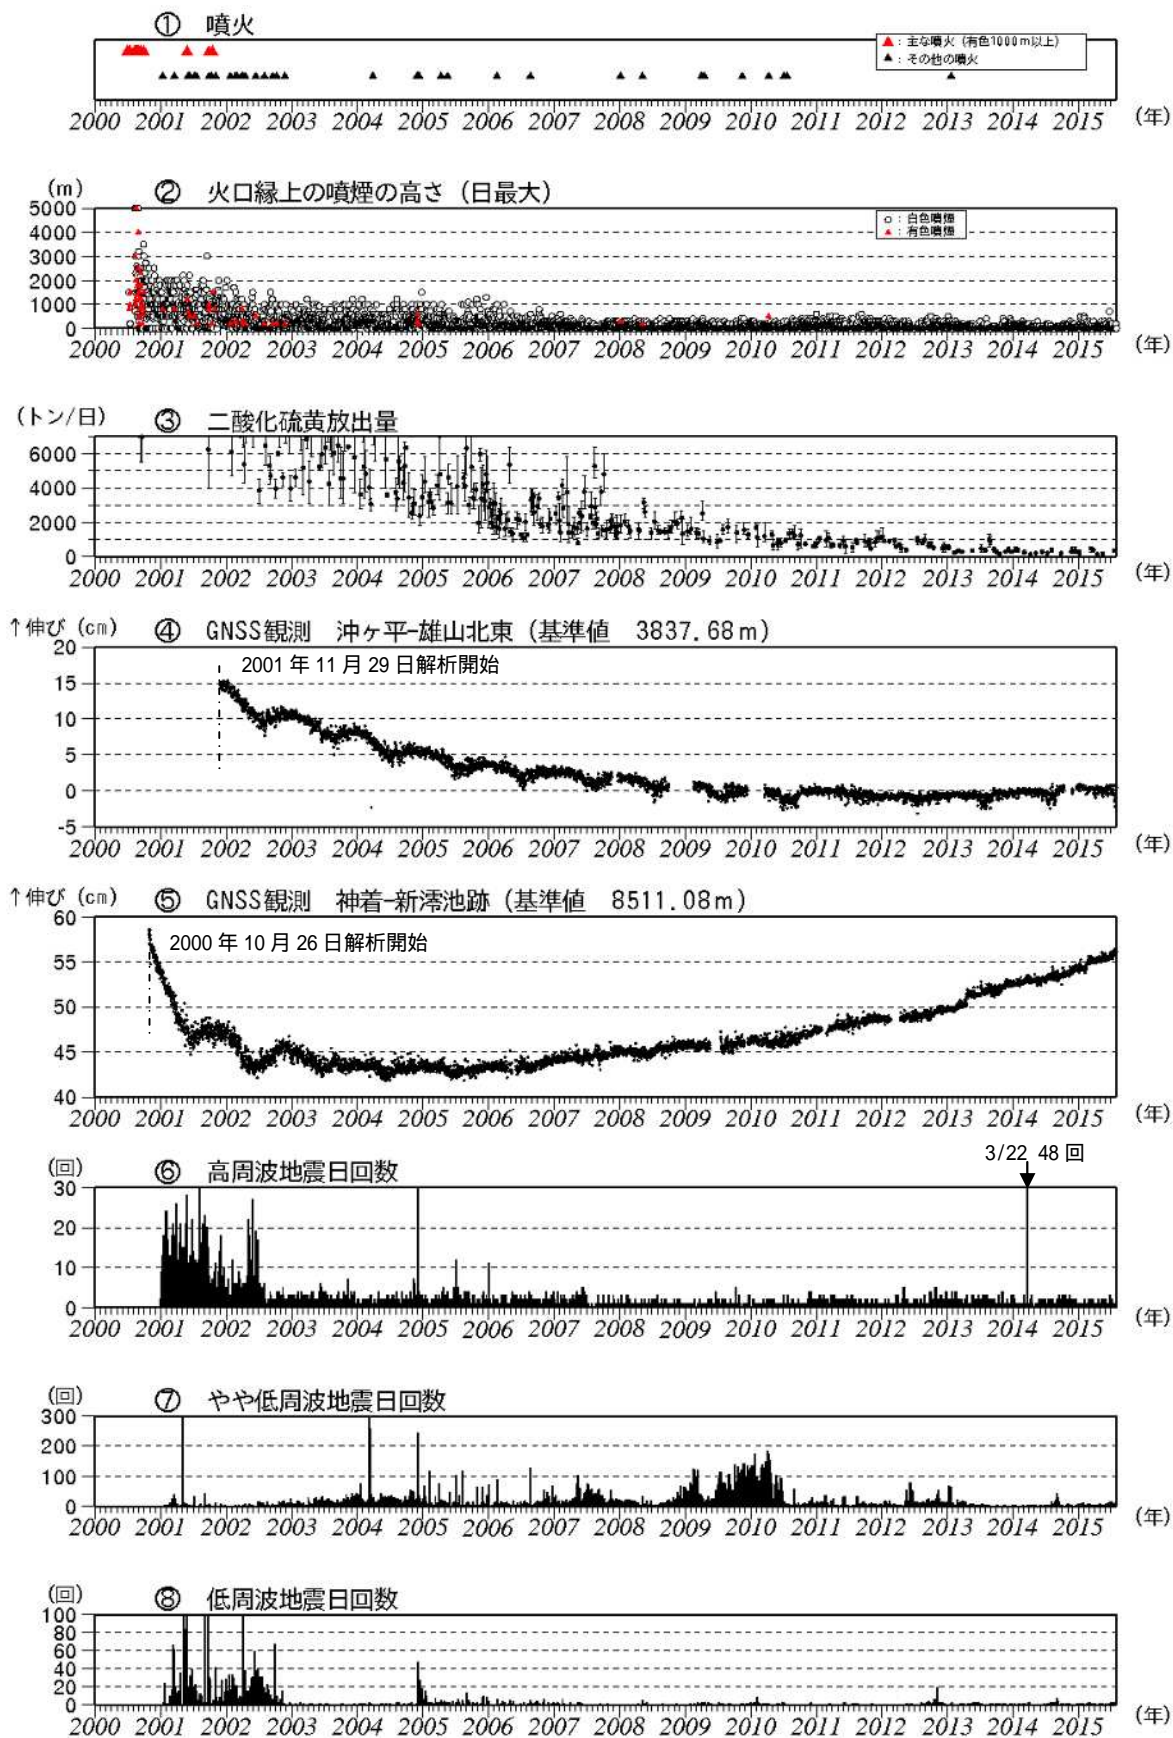 ① 噴火
▲：主な噴火（有色1000m以上）
▲：その他の噴火
2000 2001 2002 2003 2004 2005 2006 2007 2008 2009 2010 2011 2012 2013 2014 2015 (年)
(m) ② 火口縁上の噴煙の高さ（日最大）
○：白色噴煙
▲：有色噴煙
5000
4000
3000
2000
1000
0
2000 2001 2002 2003 2004 2005 2006 2007 2008 2009 2010 2011 2012 2013 2014 2015 (年)
(トン/日) ③ 二酸化硫黄放出量
6000
4000
2000
0
2000 2001 2002 2003 2004 2005 2006 2007 2008 2009 2010 2011 2012 2013 2014 2015 (年)
↑伸び (cm) ④ GNSS観測 沖ヶ平-雄山北東（基準値 3837.68m）
2001 年 11 月 29 日解析開始
20
15
10
5
0
-5
2000 2001 2002 2003 2004 2005 2006 2007 2008 2009 2010 2011 2012 2013 2014 2015 (年)
↑伸び (cm) ⑤ GNSS観測 神着-新澪池跡（基準値 8511.08m）
2000 年 10 月 26 日解析開始
60
55
50
45
40
2000 2001 2002 2003 2004 2005 2006 2007 2008 2009 2010 2011 2012 2013 2014 2015 (年)
3/22 48 回
(回) ⑥ 高周波地震日回数
30
20
10
0
2000 2001 2002 2003 2004 2005 2006 2007 2008 2009 2010 2011 2012 2013 2014 2015 (年)
(回) ⑦ やや低周波地震日回数
300
200
100
0
2000 2001 2002 2003 2004 2005 2006 2007 2008 2009 2010 2011 2012 2013 2014 2015 (年)
(回) ⑧ 低周波地震日回数
100
80
60
40
20
0
2000 2001 2002 2003 2004 2005 2006 2007 2008 2009 2010 2011 2012 2013 2014 2015 (年)